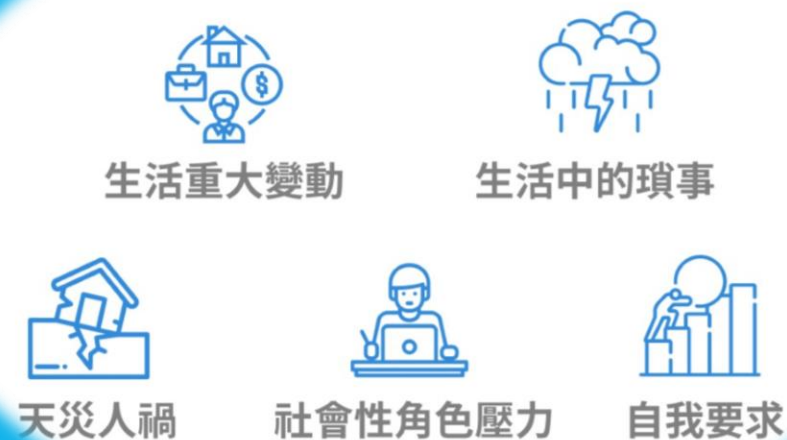 生活重大變動
生活中的瑣事
天災人禍
社會性角色壓力
自我要求